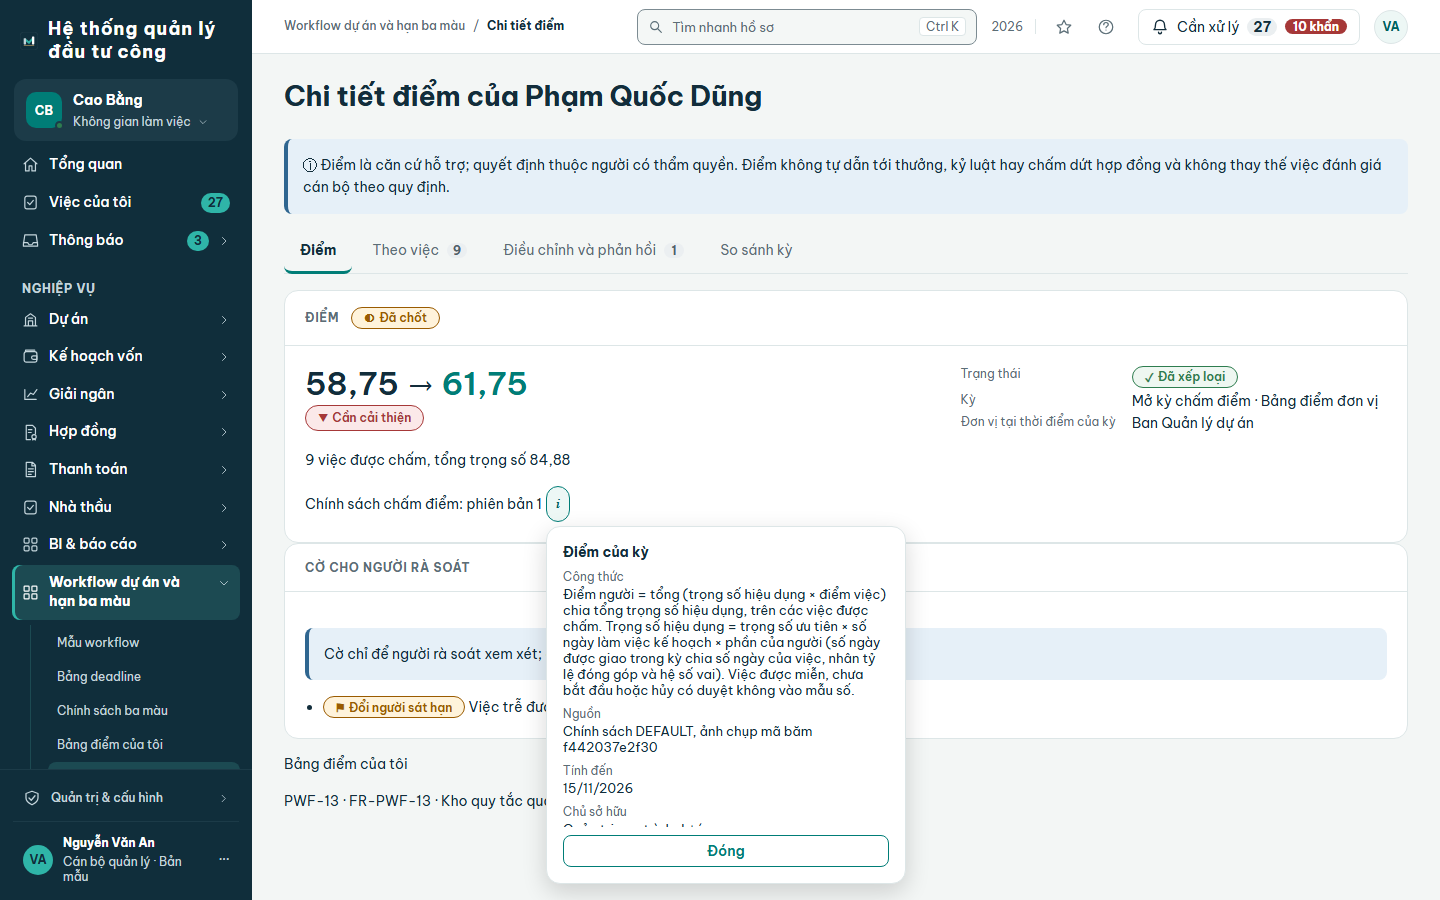 Hệ thống quản lý
đầu tư công
CB
Cao Bằng
Không gian làm việc
Tổng quan
Việc của tôi 27
Thông báo 3
NGHIỆP VỤ
Dự án
Kế hoạch vốn
Giải ngân
Hợp đồng
Thanh toán
Nhà thầu
BI & báo cáo
Workflow dự án và
hạn ba màu
Mẫu workflow
Bảng deadline
Chính sách ba màu
Bảng điểm của tôi
Quản trị & cấu hình
VA
Nguyễn Văn An
Cán bộ quản lý · Bản
mẫu
Workflow dự án và hạn ba màu / Chi tiết điểm
Tìm nhanh hồ sơ Ctrl K
2026
Cần xử lý 27 10 khẩn
VA
Chi tiết điểm của Phạm Quốc Dũng
Điểm là căn cứ hỗ trợ; quyết định thuộc người có thẩm quyền. Điểm không tự dẫn tới thưởng, kỷ luật hay chấm dứt hợp đồng và không thay thế việc đánh giá
cán bộ theo quy định.
Điểm
Theo việc 9
Điều chỉnh và phản hồi 1
So sánh kỳ
ĐIỂM Đã chốt
58,75 → 61,75
▼ Cần cải thiện
9 việc được chấm, tổng trọng số 84,88
Chính sách chấm điểm: phiên bản 1 i
Trạng thái ✓ Đã xếp loại
Kỳ Mở kỳ chấm điểm · Bảng điểm đơn vị
Đơn vị tại thời điểm của kỳ Ban Quản lý dự án
CỜ CHO NGƯỜI RÀ SOÁT
Cờ chỉ để người rà soát xem xét;
• Đổi người sát hạn Việc trễ
Bảng điểm của tôi
PWF-13 · FR-PWF-13 · Kho quy tắc
Điểm của kỳ
Công thức
Điểm người = tổng (trọng số hiệu dụng × điểm việc)
chia tổng trọng số hiệu dụng, trên các việc được
chấm. Trọng số hiệu dụng = trọng số ưu tiên × số
ngày làm việc kế hoạch × phần của người (số ngày
được giao trong kỳ chia số ngày của việc, nhân tỷ
lệ đóng góp và hệ số vai). Việc được miễn, chưa
bắt đầu hoặc hủy có duyệt không vào mẫu số.
Nguồn
Chính sách DEFAULT, ảnh chụp mã băm
f442037e2f30
Tính đến
15/11/2026
Chủ sở hữu
Đóng